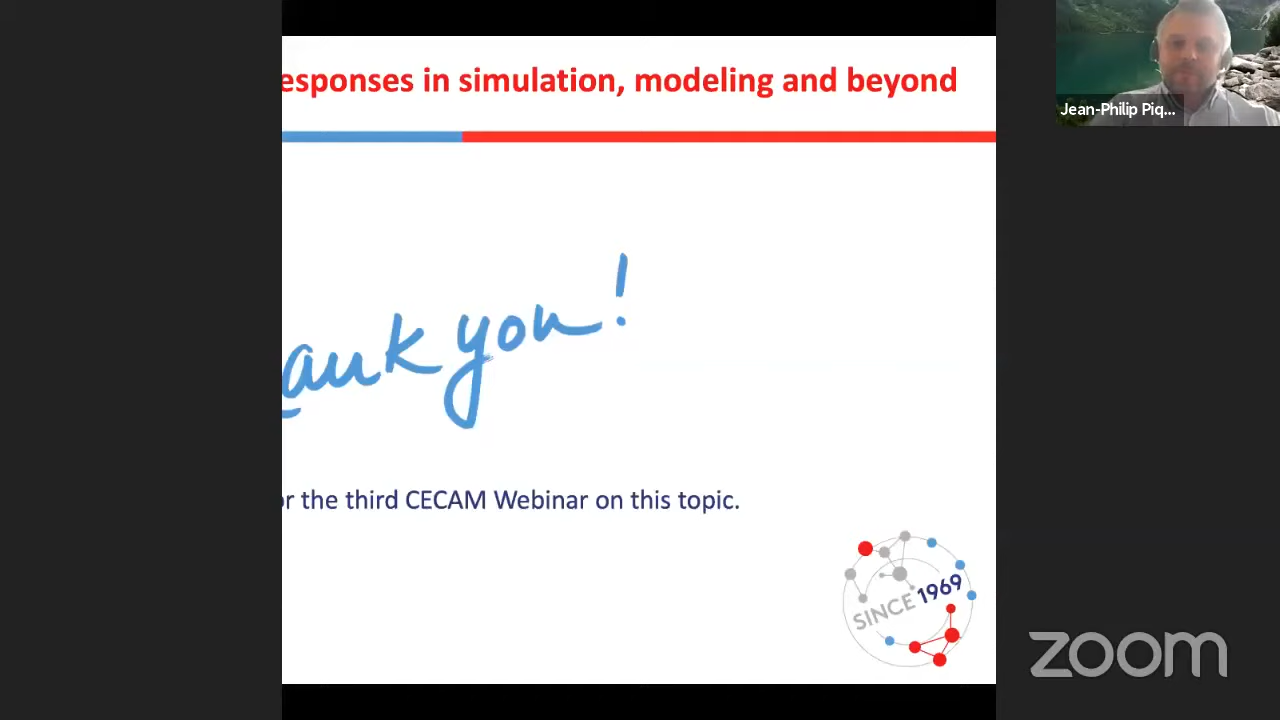 esponses in simulation, modeling and beyond
Jean-Philip Piq...
ank you!
or the third CECAM Webinar on this topic.
SINCE 1969
zoom